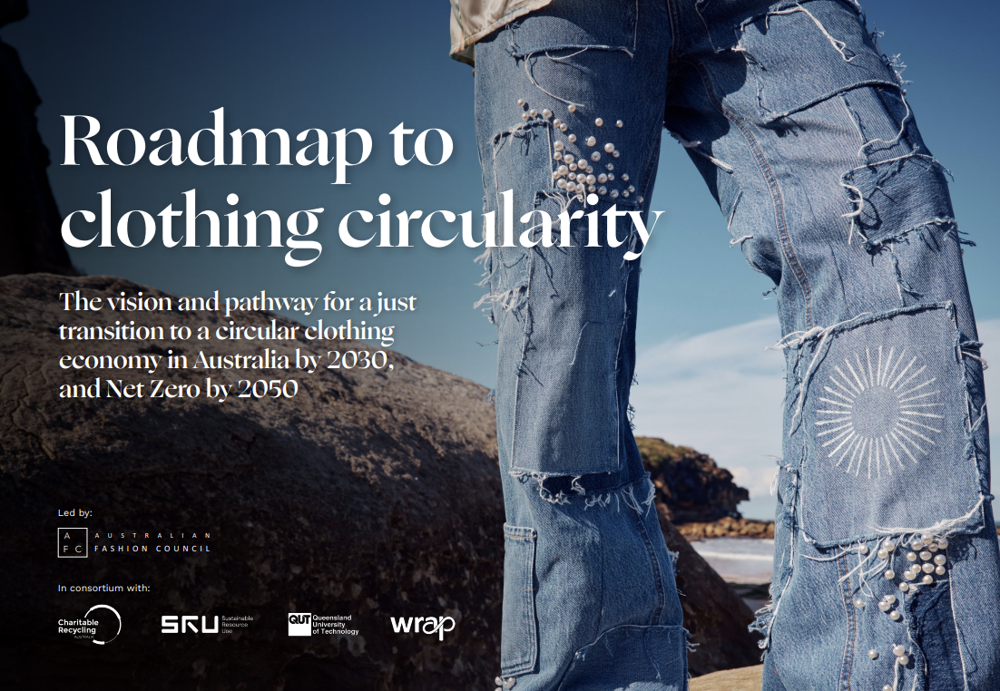 Roadmap to
clothing circularity
The vision and pathway for a just
transition to a circular clothing
economy in Australia by 2030,
and Net Zero by 2050
Led by:
A
F C
AUSTRALIAN
FASHION COUNCIL
In consortium with:
Charitable
Recycling
AUSTRALIA
SRU
Sustainable
Resource
Use
QUT
Queensland
University
of Technology
wrap